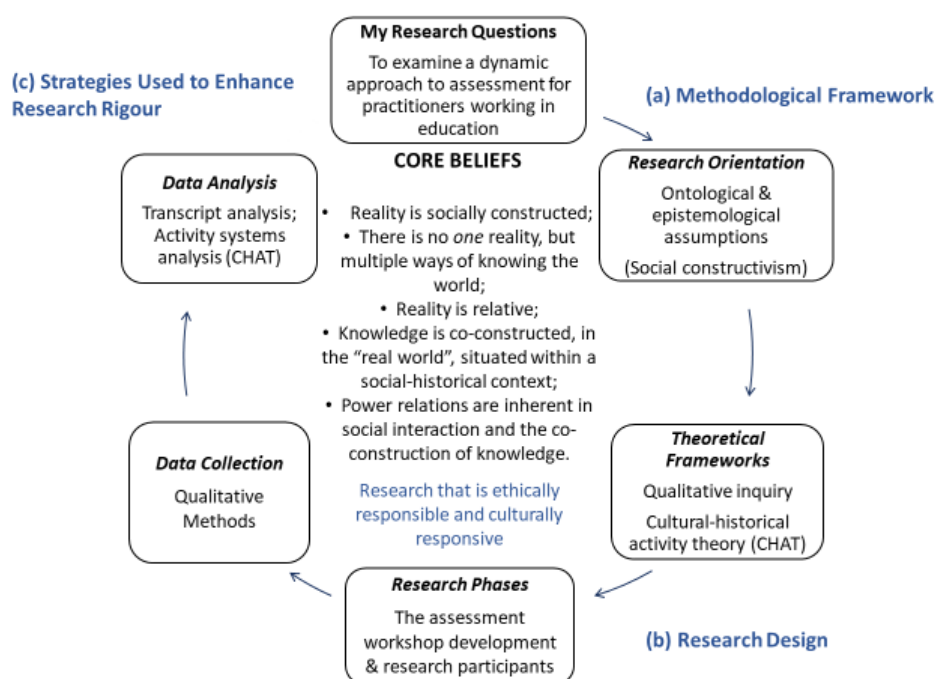 My Research Questions
To examine a dynamic
approach to assessment for
practitioners working in
education
(a) Methodological Framework
Research Orientation
Ontological &
epistemological
assumptions
(Social constructivism)
Theoretical
Frameworks
Qualitative inquiry
Cultural-historical
activity theory (CHAT)
(b) Research Design
Research Phases
The assessment
workshop development
& research participants
Data Collection
Qualitative
Methods
(c) Strategies Used to Enhance
Research Rigour
Data Analysis
Transcript analysis;
Activity systems
analysis (CHAT)
CORE BELIEFS
• Reality is socially constructed;
• There is no one reality, but
multiple ways of knowing the
world;
• Reality is relative;
• Knowledge is co-constructed, in
the “real world”, situated within a
social-historical context;
• Power relations are inherent in
social interaction and the co-
construction of knowledge.
Research that is ethically
responsible and culturally
responsive